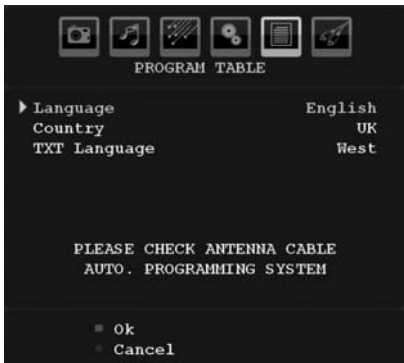 PROGRAM TABLE
Language English
Country UK
TXT Language West
PLEASE CHECK ANTENNA CABLE
AUTO. PROGRAMMING SYSTEM
Ok
Cancel